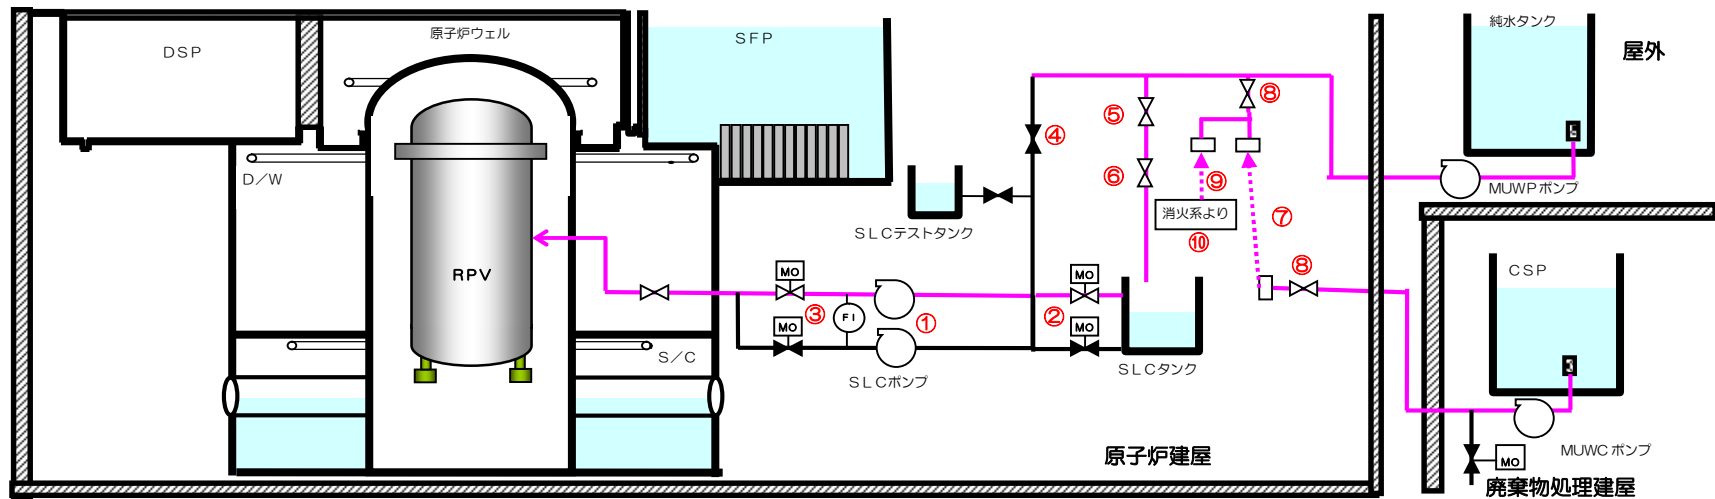 純水タンク
屋外
原子炉ウェル
DSP
SFP
⑧
⑤
④
⑥
⑨
D/W
MUWPポンプ
消火系より
⑦
SLCテストタンク
⑩
RPV
MO
MO
⑧
CSP
③
FI
①
②
MO
MO
S/C
SLCタンク
SLCポンプ
原子炉建屋
MUWCポンプ
MO
廃棄物処理建屋